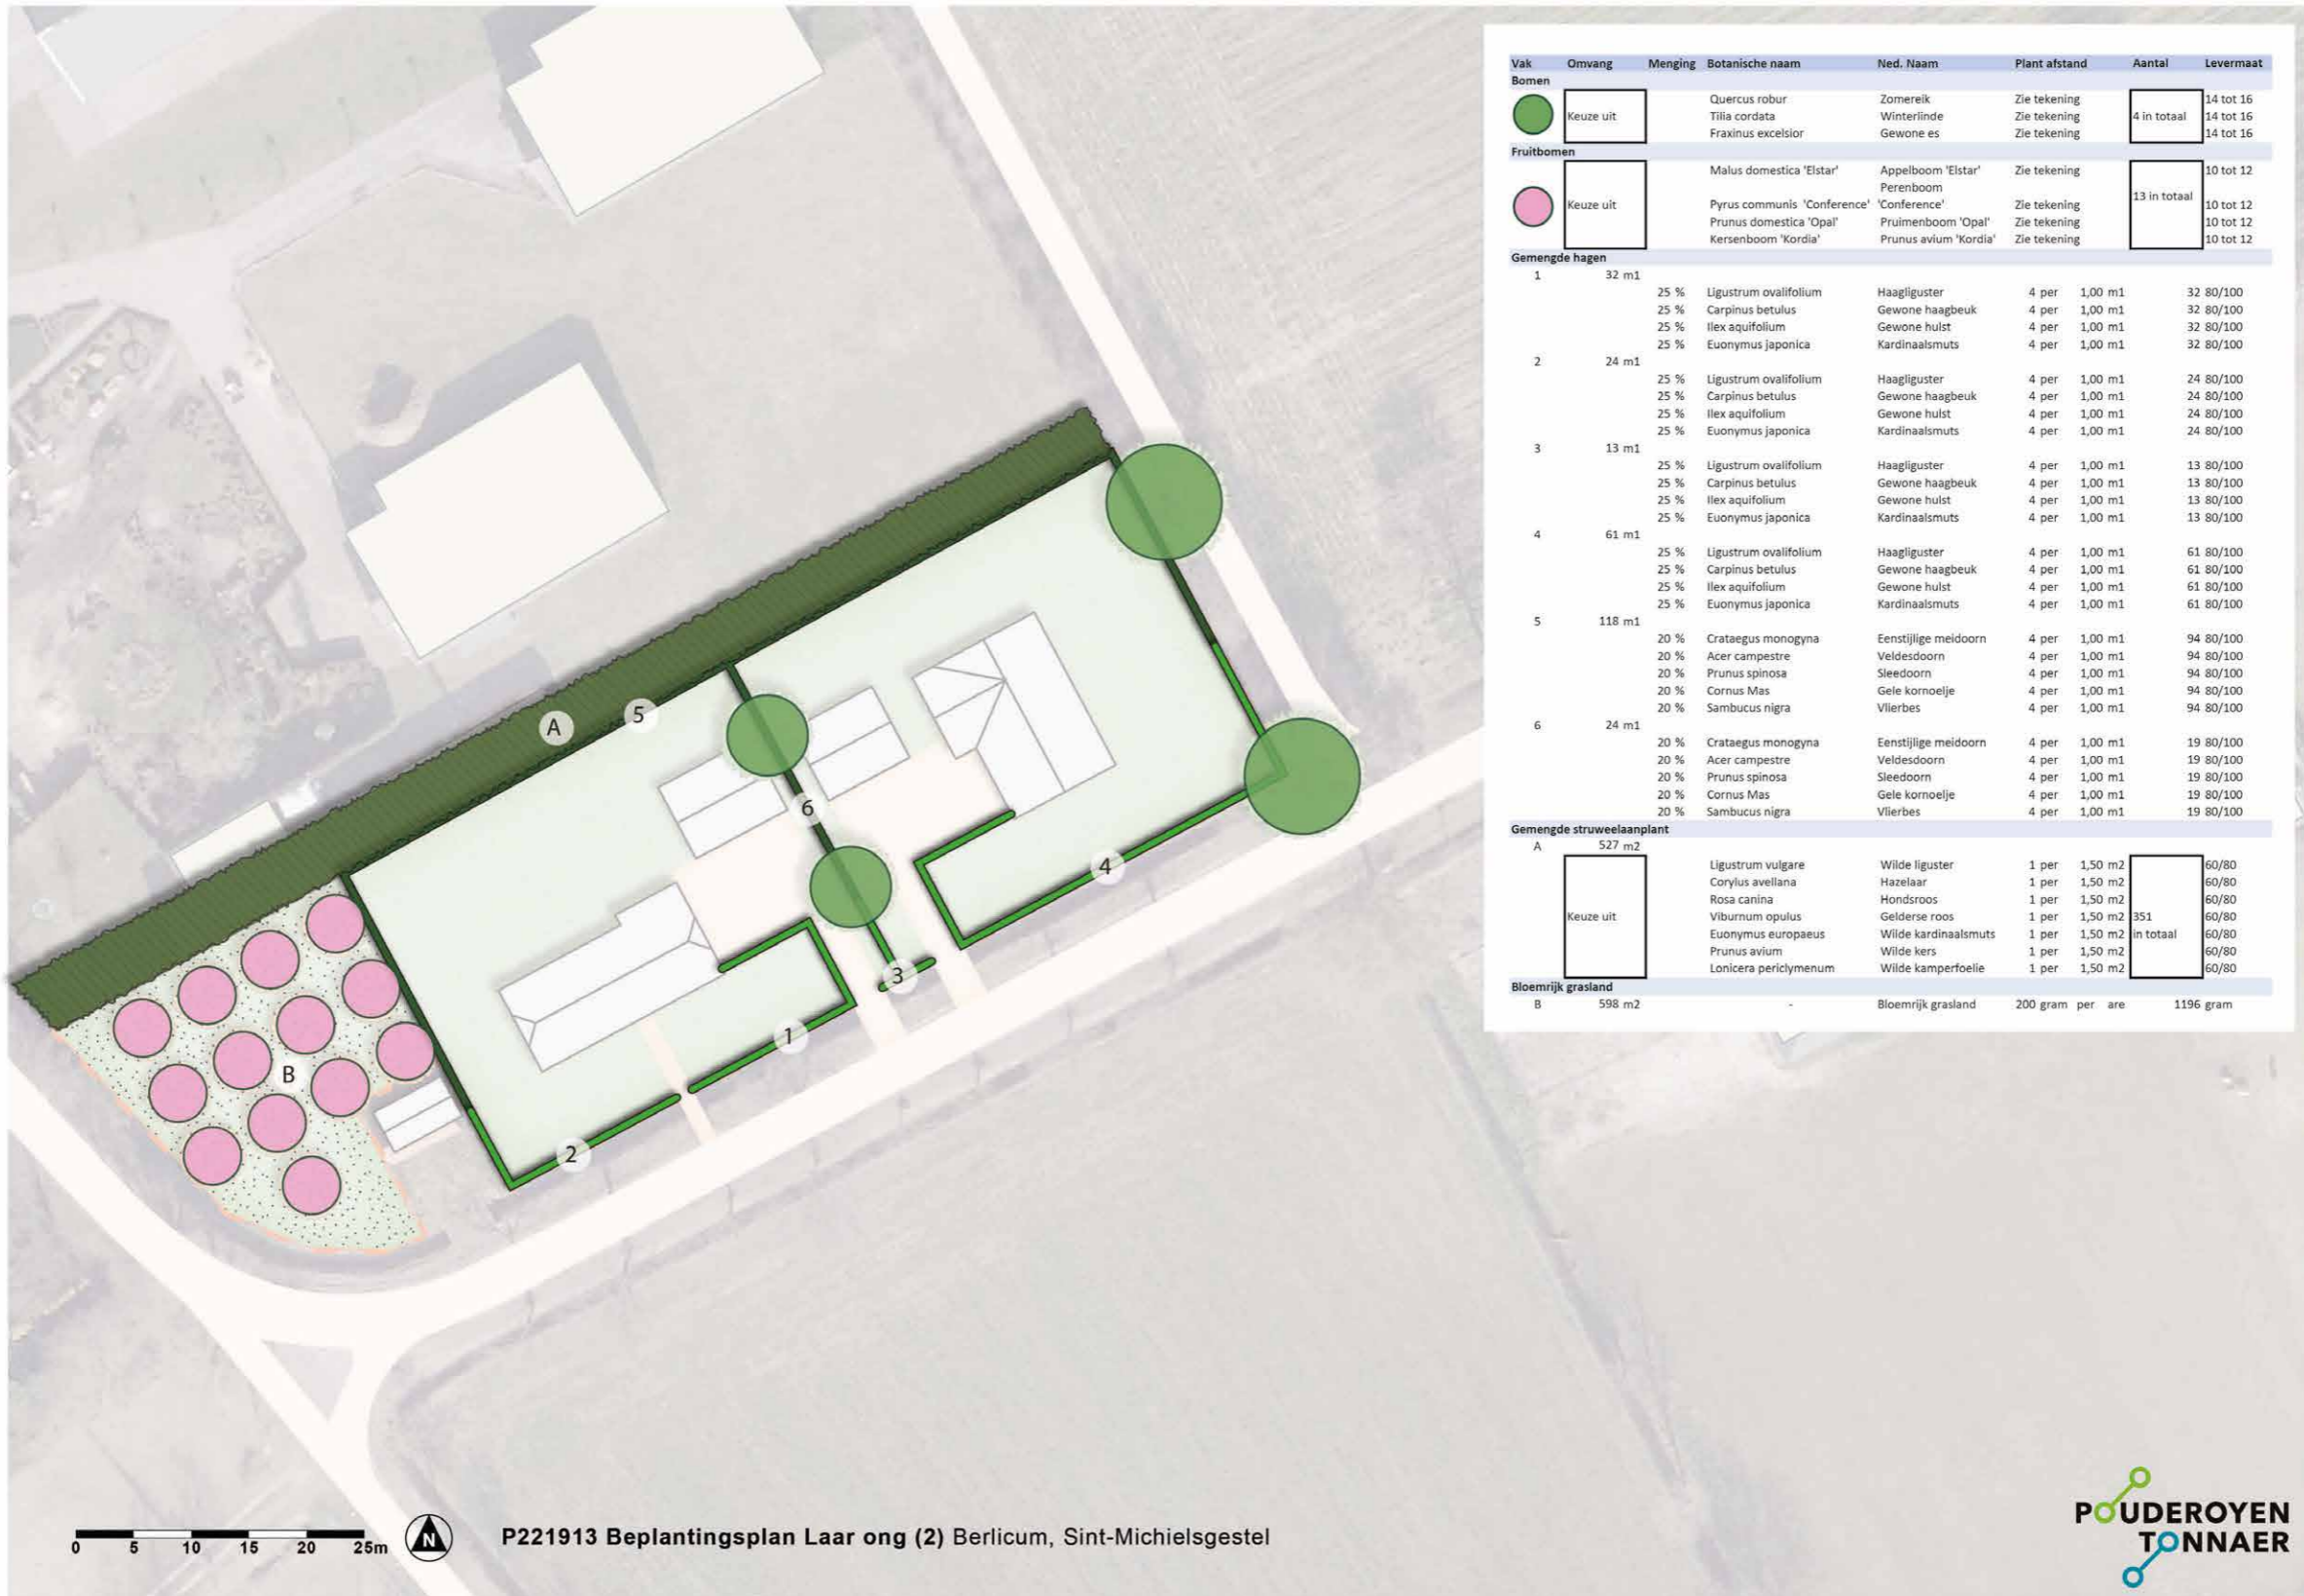 Vak Omvang Menging Botanische naam Ned. Naam Plant afstand Aantal Levermaat
Bomen
Quercus robur Zomereik Zie tekening 14 tot 16
Keuze uit Tilia cordata Winterlinde Zie tekening 4 in totaal 14 tot 16
Fraxinus excelsior Gewone es Zie tekening 14 tot 16
Fruitbomen
Malus domestica 'Elstar' Appelboom 'Elstar' Zie tekening 10 tot 12
Perenboom
13 in totaal
Keuze uit Pyrus communis 'Conference' 'Conference' Zie tekening 10 tot 12
Prunus domestica 'Opal' Pruimenboom 'Opal' Zie tekening 10 tot 12
Kersenboom 'Kordia' Prunus avium 'Kordia' Zie tekening 10 tot 12
Gemengde hagen
1 32 m1
25 % Ligustrum ovalifolium Haagliguster 4 per 1,00 m1 32 80/100
25 % Carpinus betulus Gewone haagbeuk 4 per 1,00 m1 32 80/100
25 % Ilex aquifolium Gewone hulst 4 per 1,00 m1 32 80/100
25 % Euonymus japonica Kardinaalsmuts 4 per 1,00 m1 32 80/100
2 24 m1
25 % Ligustrum ovalifolium Haagliguster 4 per 1,00 m1 24 80/100
25 % Carpinus betulus Gewone haagbeuk 4 per 1,00 m1 24 80/100
25 % Ilex aquifolium Gewone hulst 4 per 1,00 m1 24 80/100
25 % Euonymus japonica Kardinaalsmuts 4 per 1,00 m1 24 80/100
3 13 m1
25 % Ligustrum ovalifolium Haagliguster 4 per 1,00 m1 13 80/100
25 % Carpinus betulus Gewone haagbeuk 4 per 1,00 m1 13 80/100
25 % Ilex aquifolium Gewone hulst 4 per 1,00 m1 13 80/100
25 % Euonymus japonica Kardinaalsmuts 4 per 1,00 m1 13 80/100
4 61 m1
25 % Ligustrum ovalifolium Haagliguster 4 per 1,00 m1 61 80/100
25 % Carpinus betulus Gewone haagbeuk 4 per 1,00 m1 61 80/100
25 % Ilex aquifolium Gewone hulst 4 per 1,00 m1 61 80/100
25 % Euonymus japonica Kardinaalsmuts 4 per 1,00 m1 61 80/100
5 118 m1
20 % Crataegus monogyna Eenstijlige meidoorn 4 per 1,00 m1 94 80/100
20 % Acer campestre Veldesdoorn 4 per 1,00 m1 94 80/100
20 % Prunus spinosa Sleedoorn 4 per 1,00 m1 94 80/100
20 % Cornus Mas Gele kornoelje 4 per 1,00 m1 94 80/100
20 % Sambucus nigra Vlierbes 4 per 1,00 m1 94 80/100
6 24 m1
20 % Crataegus monogyna Eenstijlige meidoorn 4 per 1,00 m1 19 80/100
20 % Acer campestre Veldesdoorn 4 per 1,00 m1 19 80/100
20 % Prunus spinosa Sleedoorn 4 per 1,00 m1 19 80/100
20 % Cornus Mas Gele kornoelje 4 per 1,00 m1 19 80/100
20 % Sambucus nigra Vlierbes 4 per 1,00 m1 19 80/100
Gemengde struweelaanplant
A 527 m2
Ligustrum vulgare Wilde liguster 1 per 1,50 m2 60/80
Corylus avellana Hazelaar 1 per 1,50 m2 60/80
Rosa canina Hondsroos 1 per 1,50 m2 60/80
Keuze uit Viburnum opulus Gelderse roos 1 per 1,50 m2 351 60/80
Euonymus europaeus Wilde kardinaalsmuts 1 per 1,50 m2 in totaal 60/80
Prunus avium Wilde kers 1 per 1,50 m2 60/80
Lonicera periclymenum Wilde kamperfoelie 1 per 1,50 m2 60/80
Bloemrijk grasland
B 598 m2 - Bloemrijk grasland 200 gram per are 1196 gram
5
A
6
4
3
1
B
2
0 5 10 15 20 25m
N
P221913 Beplantingsplan Laar ong (2) Berlicum, Sint-Michielsgestel
POUDEROYEN
TONNAER